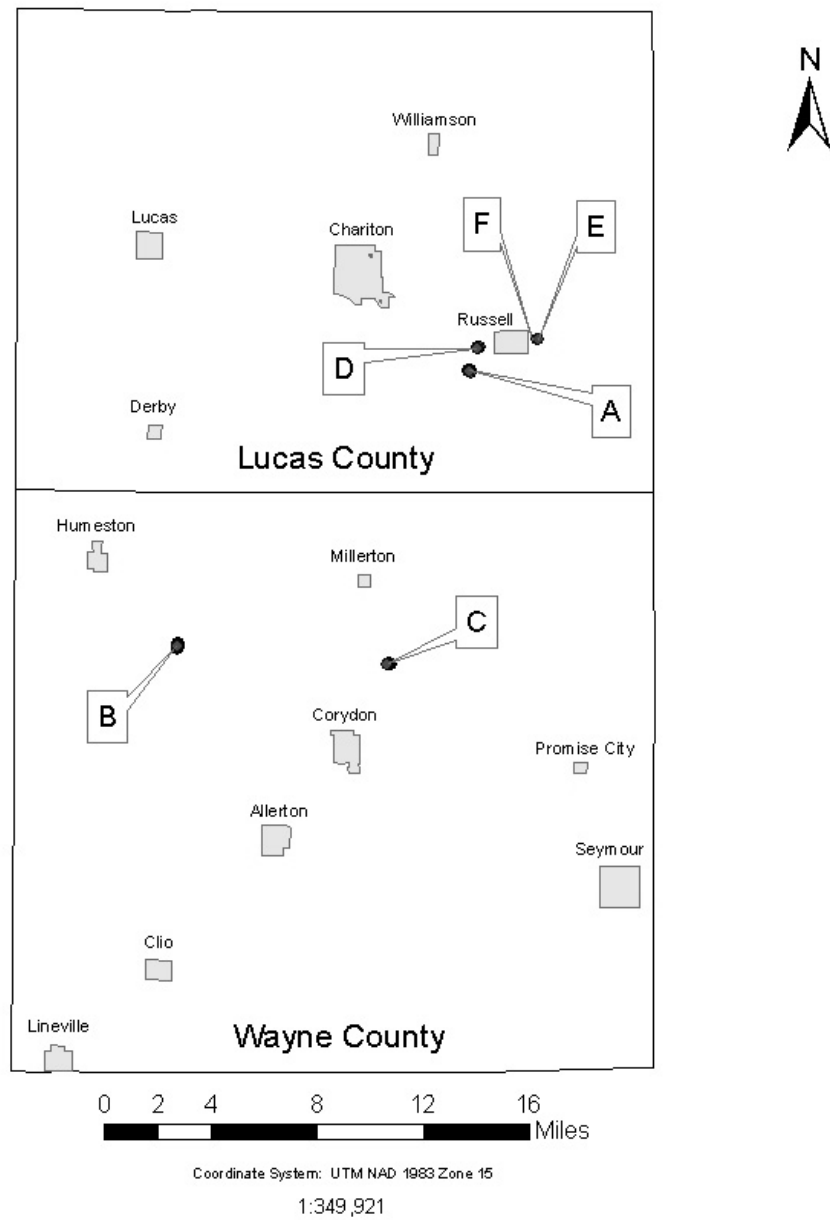 N
Williamson
Lucas
Chariton
F
E
Russell
D
A
Derby
Lucas County
Humeston
Millerton
C
B
Corydon
Promise City
Allerton
Seymour
Clio
Lineville
Wayne County
0 2 4 8 12 16
Miles
Coordinate System: UTM NAD 1983 Zone 15
1:349,921